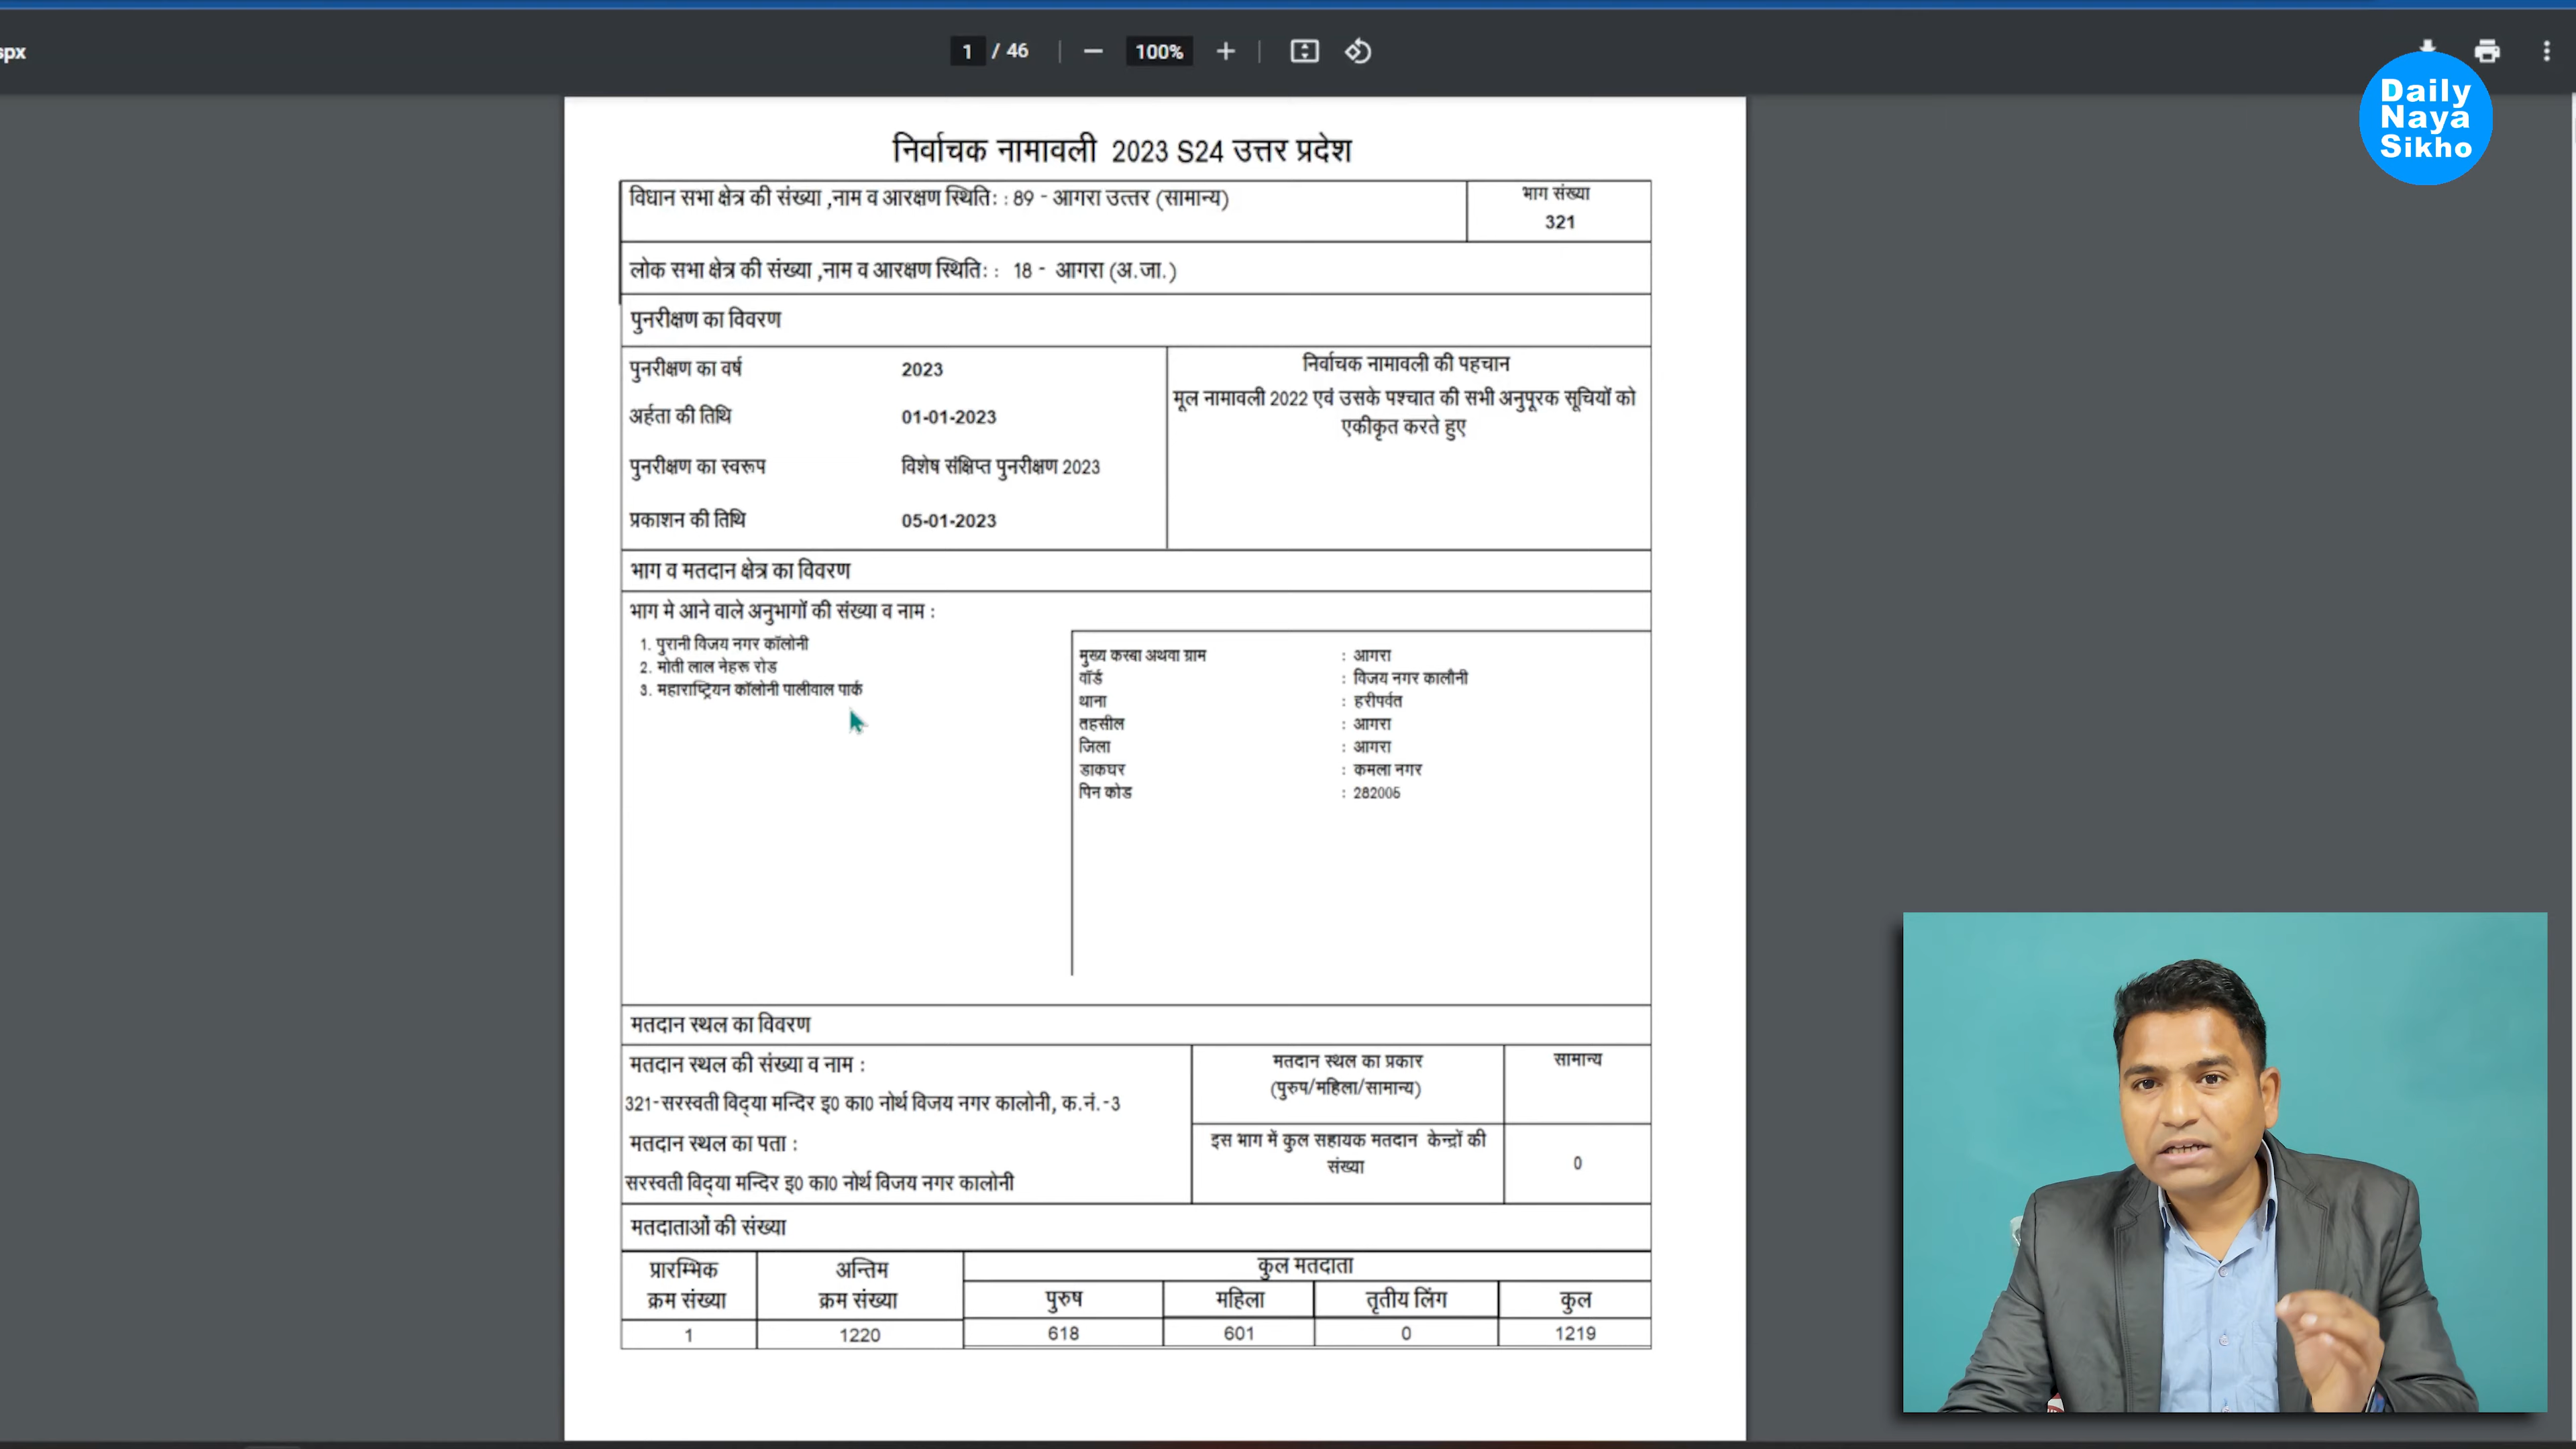 spx
1 / 46
100%
Daily
Naya
Sikho
निर्वाचक नामावली 2023 S24 उत्तर प्रदेश
विधान सभा क्षेत्र की संख्या ,नाम व आरक्षण स्थिति: : 89 - आगरा उत्तर (सामान्य)
भाग संख्या
321
लोक सभा क्षेत्र की संख्या ,नाम व आरक्षण स्थिति: : 18 - आगरा (अ.जा.)
पुनरीक्षण का विवरण
पुनरीक्षण का वर्ष 2023
अर्हता की तिथि 01-01-2023
पुनरीक्षण का स्वरूप विशेष संक्षिप्त पुनरीक्षण 2023
प्रकाशन की तिथि 05-01-2023
निर्वाचक नामावली की पहचान
मूल नामावली 2022 एवं उसके पश्चात की सभी अनुपूरक सूचियों को
एकीकृत करते हुए
भाग व मतदान क्षेत्र का विवरण
भाग मे आने वाले अनुभागों की संख्या व नाम :
1. पुरानी विजय नगर कॉलोनी
2. मोती लाल नेहरू रोड
3. महाराष्ट्रियन कॉलोनी पालीवाल पार्क
मुख्य कस्बा अथवा ग्राम : आगरा
वॉर्ड : विजय नगर कालौनी
थाना : हरीपर्वत
तहसील : आगरा
जिला : आगरा
डाकघर : कमला नगर
पिन कोड : 282005
मतदान स्थल का विवरण
मतदान स्थल की संख्या व नाम :
321-सरस्वती विद्या मन्दिर इ0 का0 नोर्थ विजय नगर कालोनी, क.नं.-3
मतदान स्थल का पता :
सरस्वती विद्या मन्दिर इ0 का0 नोर्थ विजय नगर कालोनी
मतदान स्थल का प्रकार
(पुरुष/महिला/सामान्य)
सामान्य
इस भाग में कुल सहायक मतदान केन्द्रों की
संख्या
0
मतदाताओं की संख्या
प्रारम्भिक
क्रम संख्या
अन्तिम
क्रम संख्या
कुल मतदाता
पुरुष महिला तृतीय लिंग कुल
1 1220 618 601 0 1219